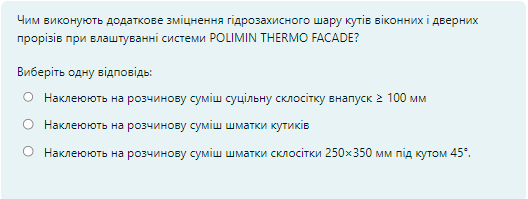 Чим виконують додаткове зміцнення гідрозахисного шару кутів віконних і дверних
прорізів при влаштуванні системи POLIMIN THERMO FACADE?
Виберіть одну відповідь:
Наклеюють на розчинову суміш суцільну склосітку внапуск ≥ 100 мм
Наклеюють на розчинову суміш шматки кутиків
Наклеюють на розчинову суміш шматки склосітки 250×350 мм під кутом 45°.